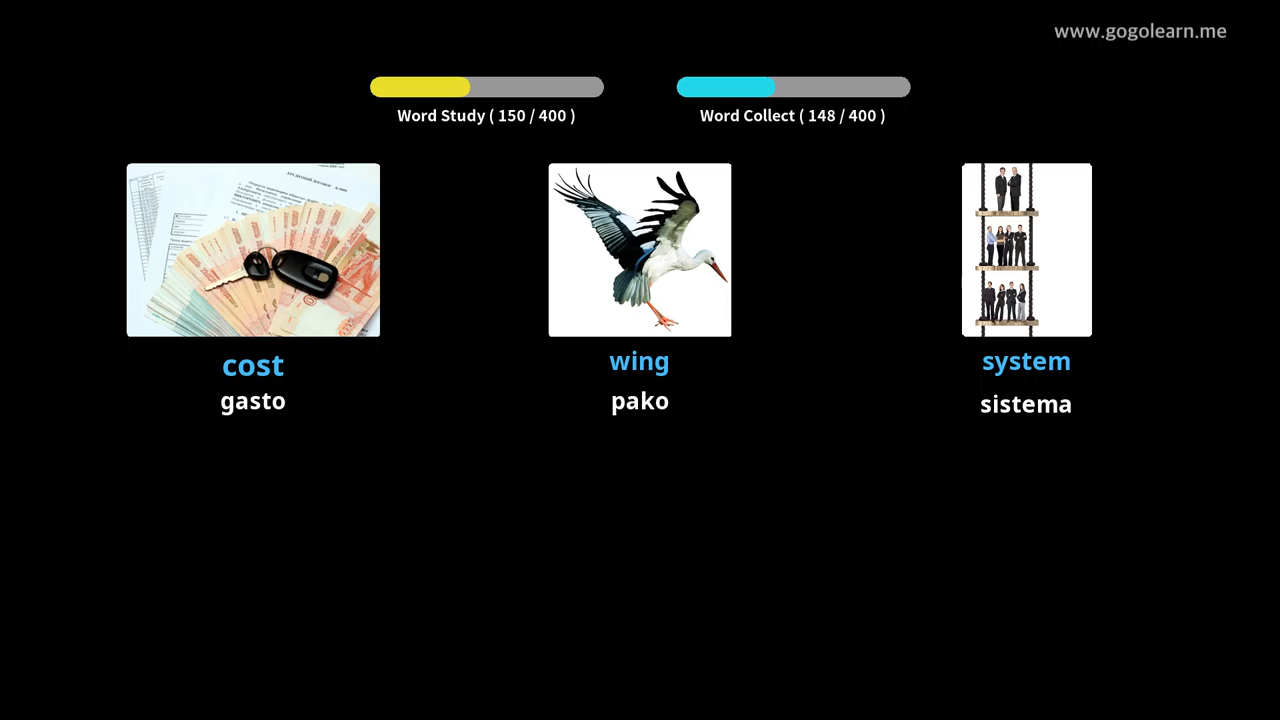 www.gogolearn.me
Word Study ( 150 / 400 )
Word Collect ( 148 / 400 )
cost
wing
system
gasto
pako
sistema